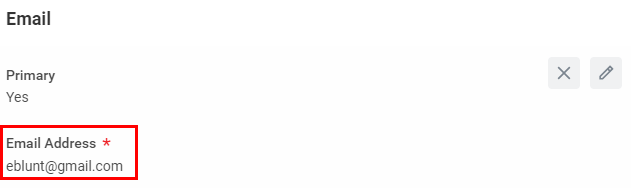 Email
Primary
Yes
Email Address *
eblunt@gmail.com